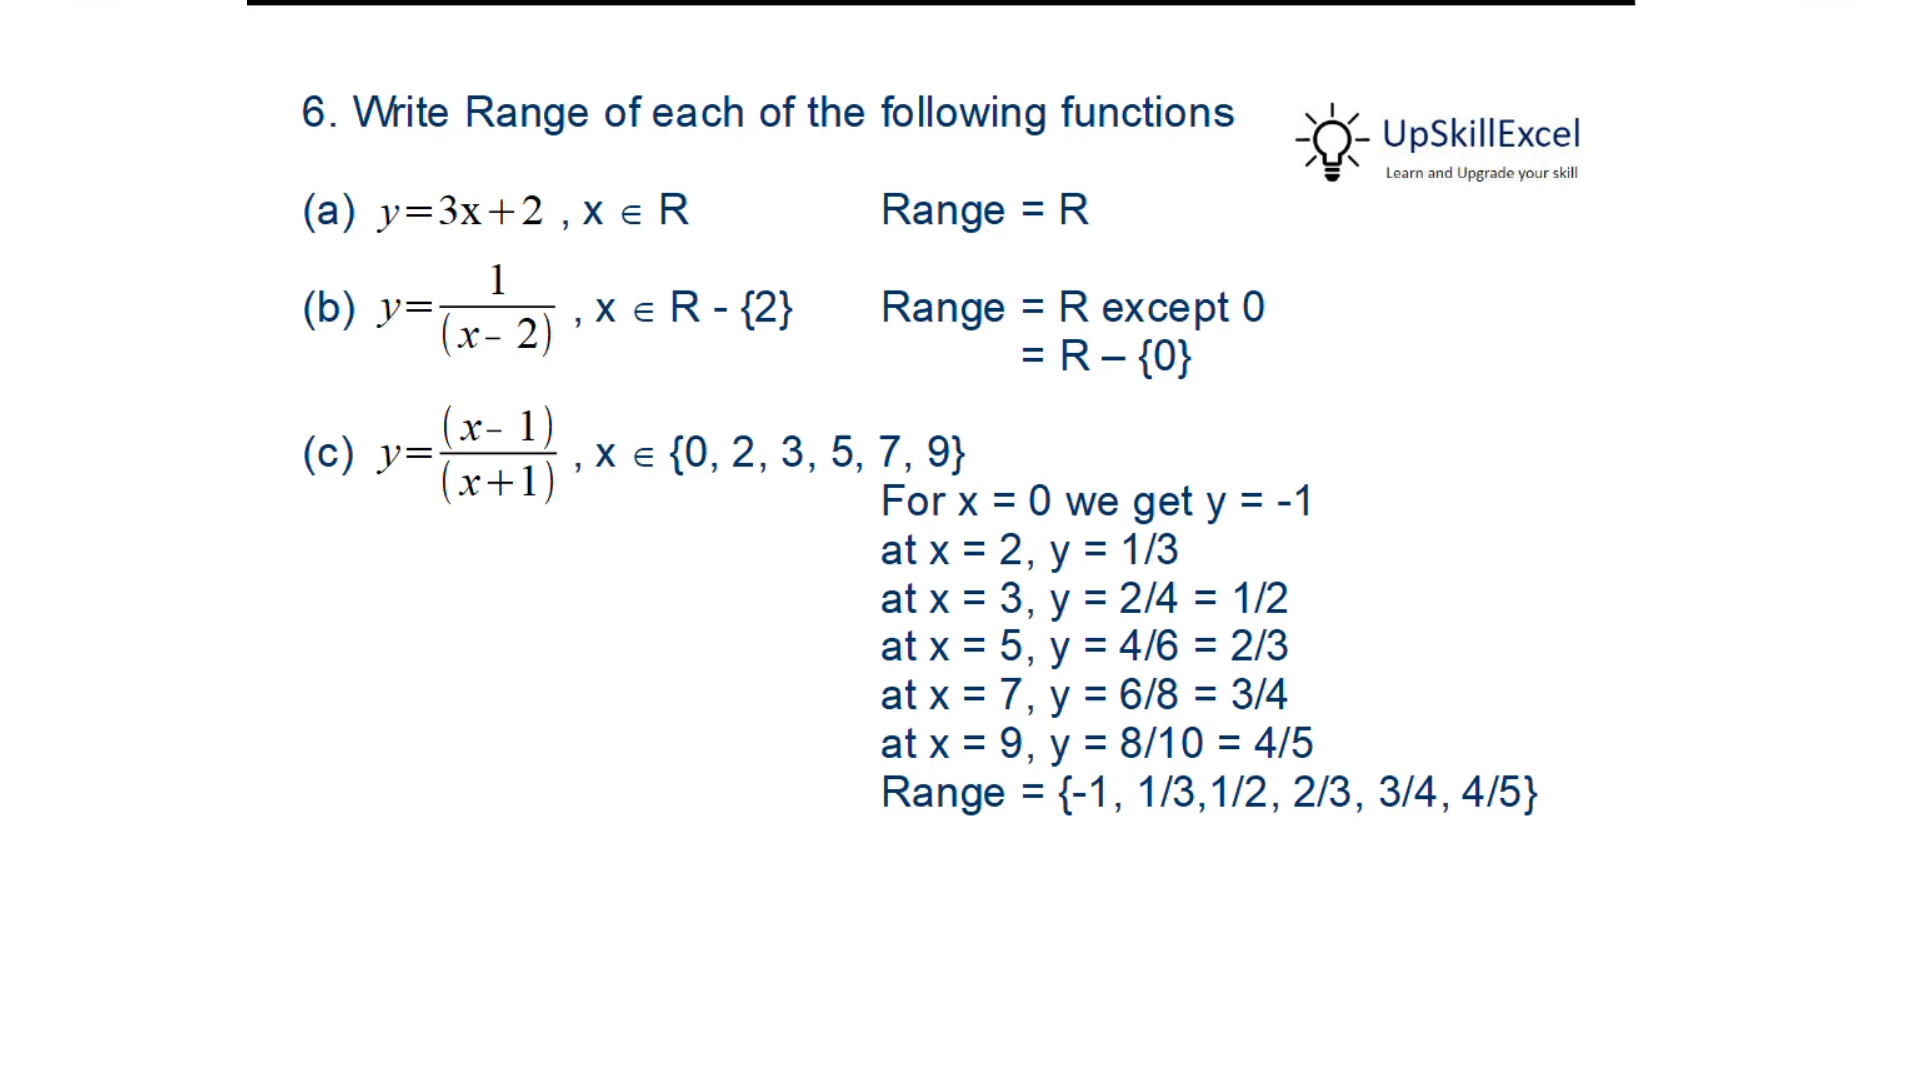 6. Write Range of each of the following functions
UpSkillExcel
Learn and Upgrade your skill
(a) y=3x+2 , x ∈ R Range = R
(b) y=1/(x- 2) , x ∈ R - {2} Range = R except 0
= R – {0}
(c) y=(x- 1)/(x+1) , x ∈ {0, 2, 3, 5, 7, 9}
For x = 0 we get y = -1
at x = 2, y = 1/3
at x = 3, y = 2/4 = 1/2
at x = 5, y = 4/6 = 2/3
at x = 7, y = 6/8 = 3/4
at x = 9, y = 8/10 = 4/5
Range = {-1, 1/3,1/2, 2/3, 3/4, 4/5}